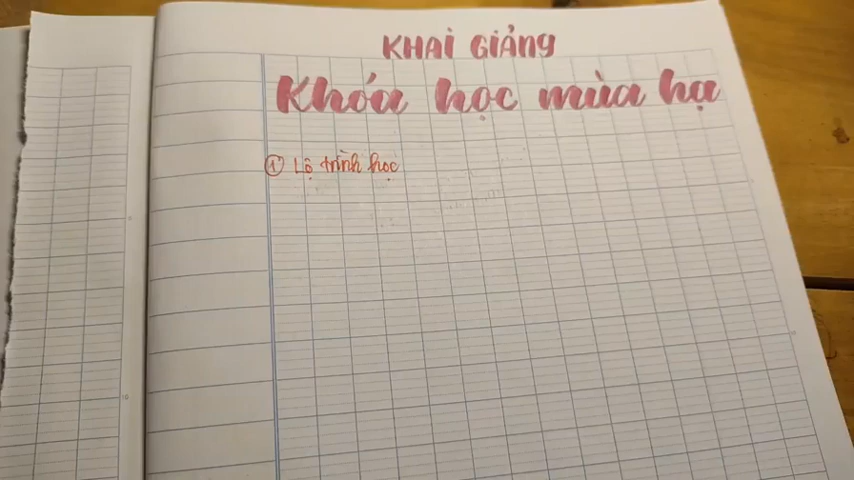 KHAI GIẢNG
Khóa học mùa hạ
① Lộ trình học